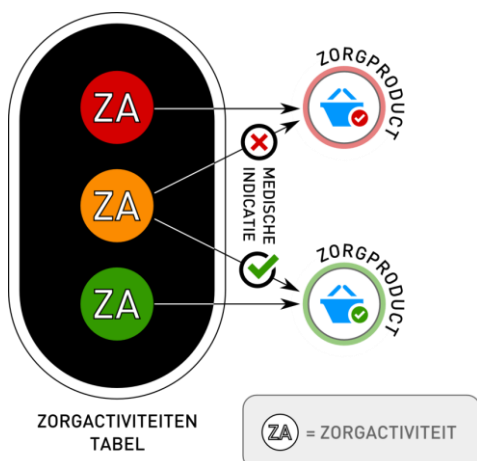 ZA
ZA
ZA
ZORGPRODUCT
MEDISCHE
INDICATIE
ZORGPRODUCT
ZORGACTIVITEITEN
TABEL
ZA = ZORGACTIVITEIT